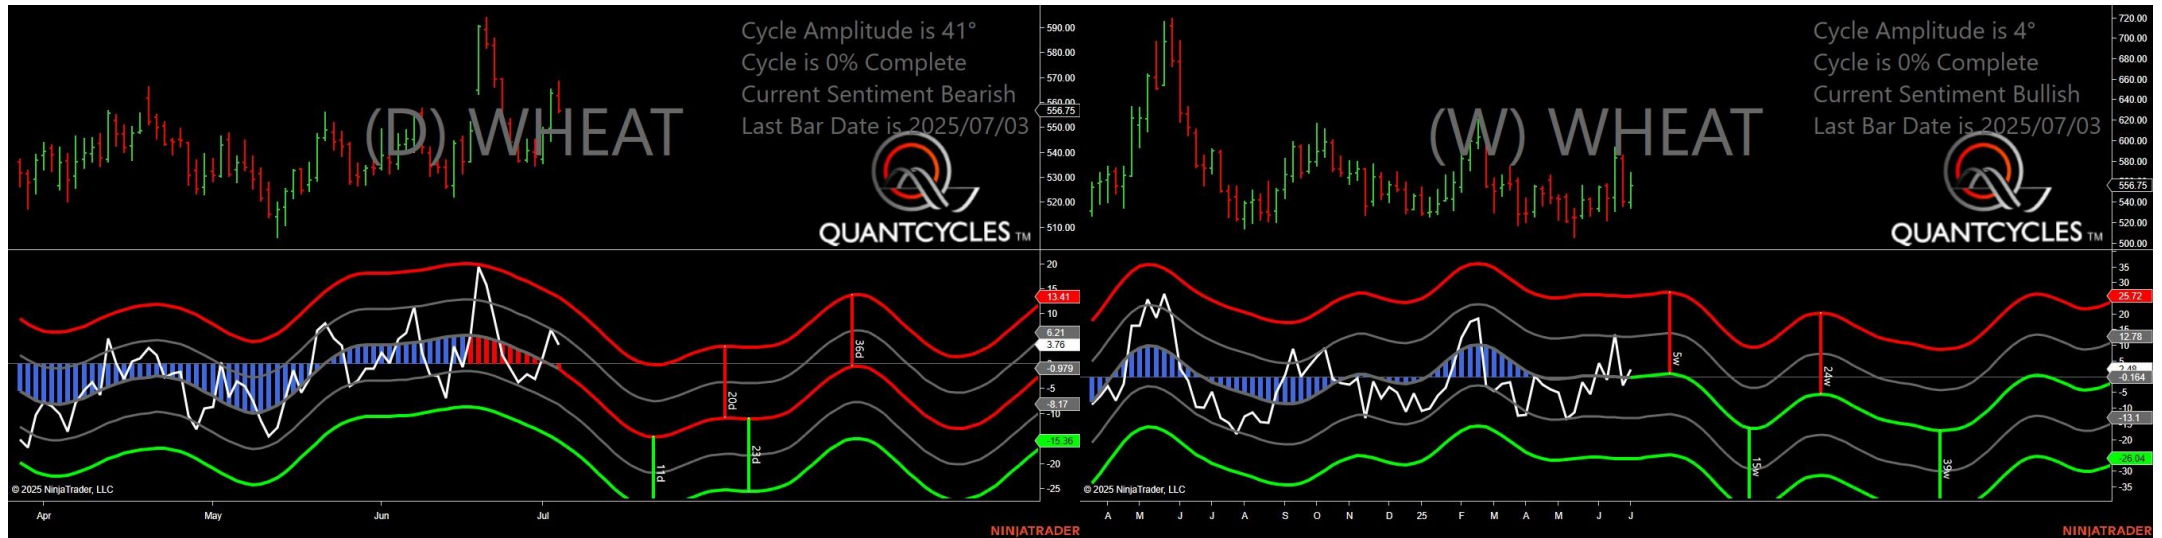 Cycle Amplitude is 41°
Cycle is 0% Complete
Current Sentiment Bearish
Last Bar Date is 2025/07/03
(D) WHEAT
QUANTCYCLES TM
590.00
580.00
570.00
560.00
556.75
550.00
540.00
530.00
520.00
510.00
20
15
13.41
10
6.21
3.76
-0.979
-5
-8.17
-10
-15.36
-20
-25
11d
20d
23d
36d
© 2025 NinjaTrader, LLC
Apr May Jun Jul
NINJATRADER
Cycle Amplitude is 4°
Cycle is 0% Complete
Current Sentiment Bullish
Last Bar Date is 2025/07/03
(W) WHEAT
QUANTCYCLES TM
720.00
700.00
680.00
660.00
640.00
620.00
600.00
580.00
556.75
540.00
520.00
500.00
35
30
25.72
20
15
12.78
10
5
-0.164
-5
-10
-13.1
-20
-26.04
-30
-35
5w
15w
24w
39w
© 2025 NinjaTrader, LLC
A M J J A S O N D 25 F M A M J J
NINJATRADER